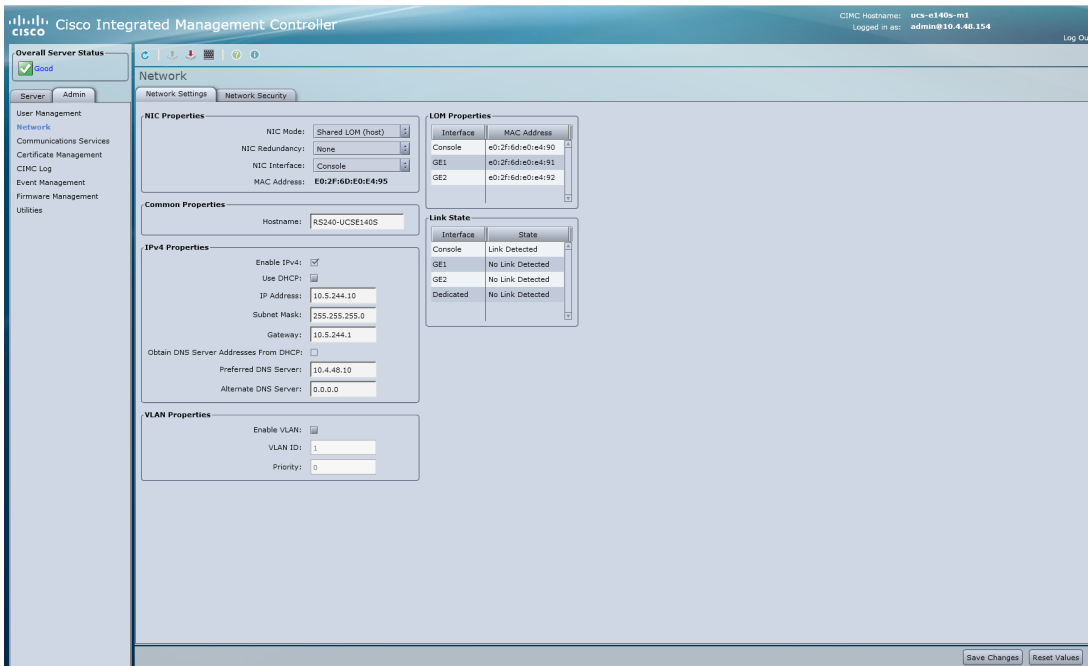 CISCO
Cisco Integrated Management Controller
CIMC Hostname: ucs-e140s-m1
Logged in as: admin@10.4.48.154
Log Ou
Overall Server Status
Good
Server Admin
User Management
Network
Communications Services
Certificate Management
CIMC Log
Event Management
Firmware Management
Utilities
Network
Network Settings Network Security
NIC Properties
NIC Mode: Shared LOM (host)
NIC Redundancy: None
NIC Interface: Console
MAC Address: E0:2F:6D:E0:E4:95
Common Properties
Hostname: RS240-UCSE140S
IPv4 Properties
Enable IPv4:
Use DHCP:
IP Address: 10.5.244.10
Subnet Mask: 255.255.255.0
Gateway: 10.5.244.1
Obtain DNS Server Addresses From DHCP:
Preferred DNS Server: 10.4.48.10
Alternate DNS Server: 0.0.0.0
VLAN Properties
Enable VLAN:
VLAN ID: 1
Priority: 0
LOM Properties
Interface MAC Address
Console e0:2f:6d:e0:e4:90
GE1 e0:2f:6d:e0:e4:91
GE2 e0:2f:6d:e0:e4:92
Link State
Interface State
Console Link Detected
GE1 No Link Detected
GE2 No Link Detected
Dedicated No Link Detected
Save Changes Reset Values